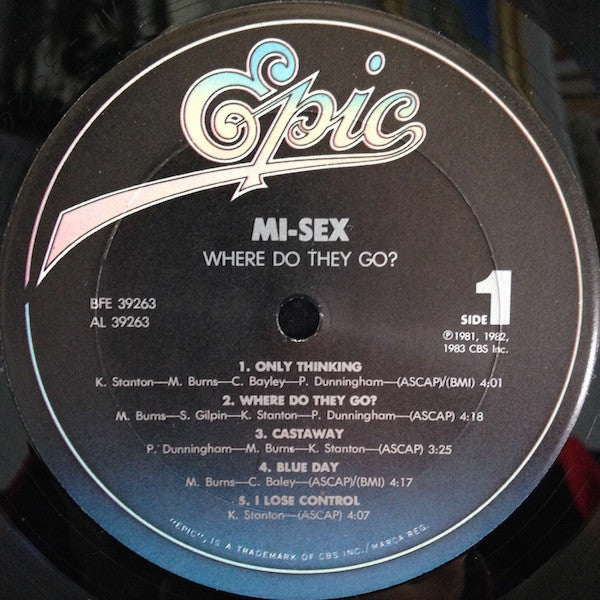 Epic
MI-SEX
WHERE DO THEY GO?
BFE 39263
AL 39263
SIDE 1
℗1981, 1982,
1983 CBS Inc.
1. ONLY THINKING
K. Stanton—M. Burns—C. Bayley—P. Dunningham—(ASCAP)/(BMI) 4:01
2. WHERE DO THEY GO?
M. Burns—S. Gilpin—K. Stanton—P. Dunningham—(ASCAP) 4:18
3. CASTAWAY
P. Dunningham—M. Burns—K. Stanton—(ASCAP) 3:25
4. BLUE DAY
M. Burns—C. Baley—(ASCAP)/(BMI) 4:17
5. I LOSE CONTROL
K. Stanton—(ASCAP) 4:07
"EPIC", IS A TRADEMARK OF CBS INC./MARCA REG.